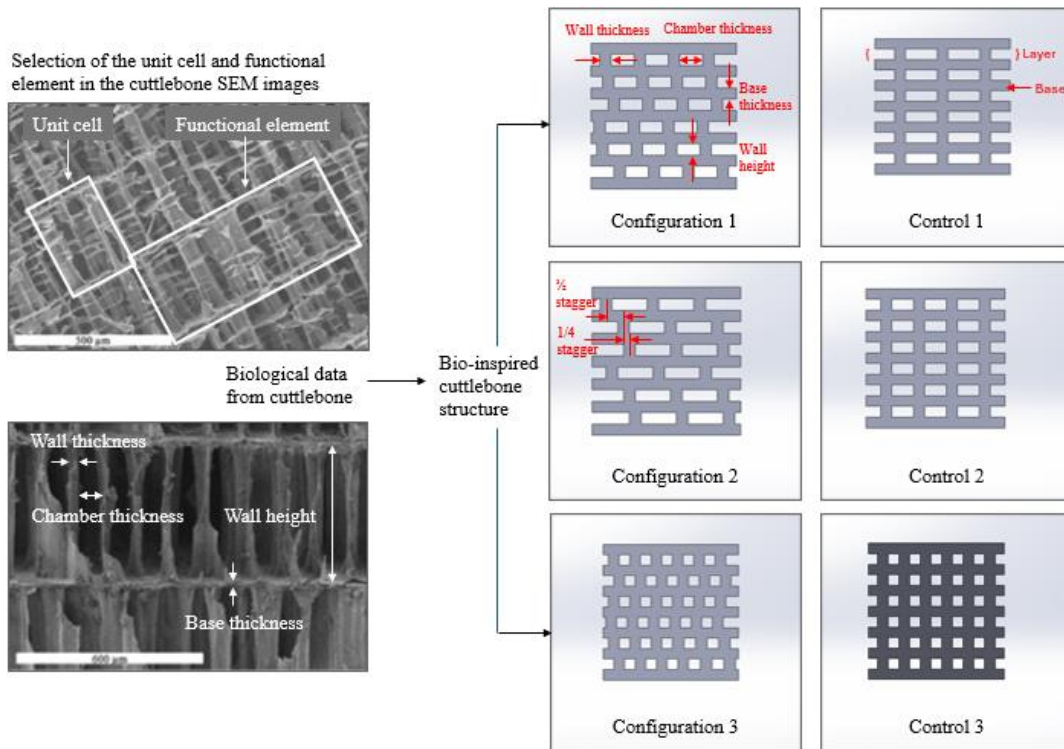 Selection of the unit cell and functional
element in the cuttlebone SEM images
Unit cell
Functional element
500 µm
Biological data
from cuttlebone
Wall thickness
Chamber thickness
Wall height
Base thickness
600 µm
Bio-inspired
cuttlebone
structure
Wall thickness
Chamber thickness
Base
thickness
Wall
height
Configuration 1
{
} Layer
Base
Control 1
½
stagger
1/4
stagger
Configuration 2
Control 2
Configuration 3
Control 3